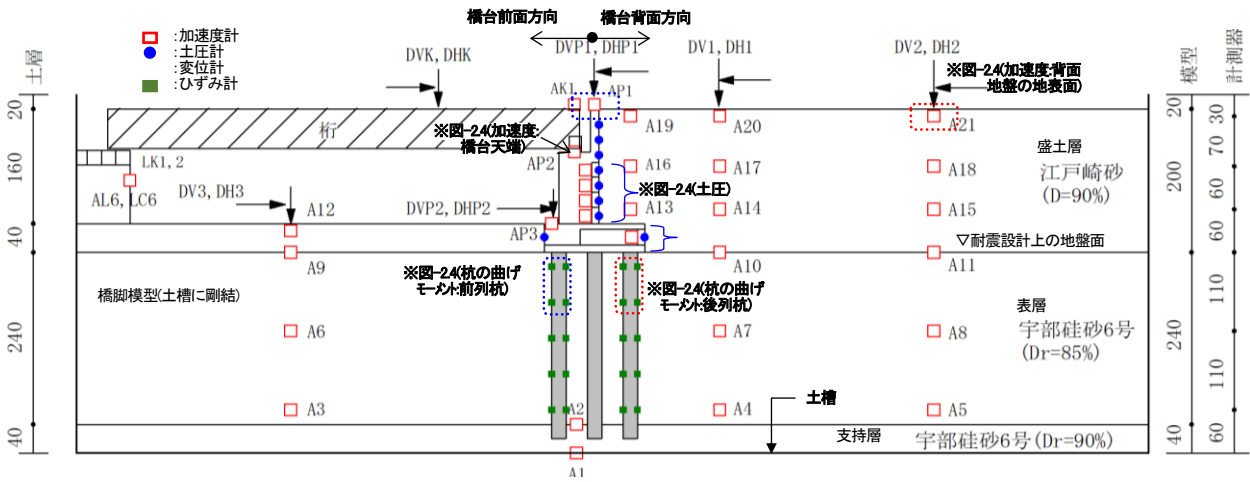 橋台前面方向
橋台背面方向
:加速度計
:土圧計
:変位計
:ひずみ計
土層
模型
計測器
DVK, DHK
DVP1, DHP1
DV1, DH1
DV2, DH2
※図-2.4(加速度:背面
地盤の地表面)
AK1
AP1
20
160
40
240
40
桁
※図-2.4(加速度:
橋台天端)
A19
A20
A21
LK1, 2
AP2
A16
A17
A18
盛土層
江戸崎砂
(D=90%)
AL6, LC6
DV3, DH3
※図-2.4(土圧)
A12
DVP2, DHP2
A13
A14
A15
AP3
▽耐震設計上の地盤面
A9
A10
A11
※図-2.4(杭の曲げ
モーメント:前列杭)
※図-2.4(杭の曲げ
モーメント:後列杭)
橋脚模型(土槽に剛結)
表層
宇部硅砂6号
(Dr=85%)
A6
A7
A8
土槽
A3
A2
A4
A5
支持層
宇部硅砂6号(Dr=90%)
A1
20
200
240
40
30
70
60
60
110
110
60